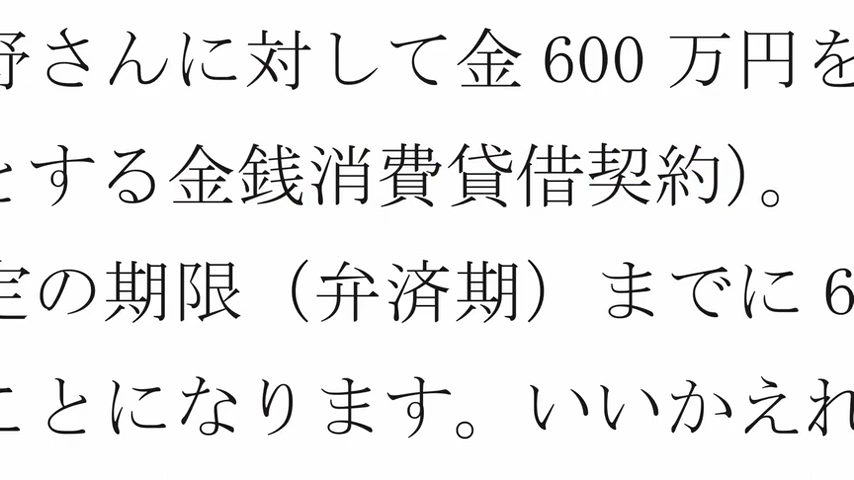 野さんに対して金 600 万円を
とする金銭消費貸借契約)。
定の期限（弁済期）までに 6
ことになります。いいかえれ